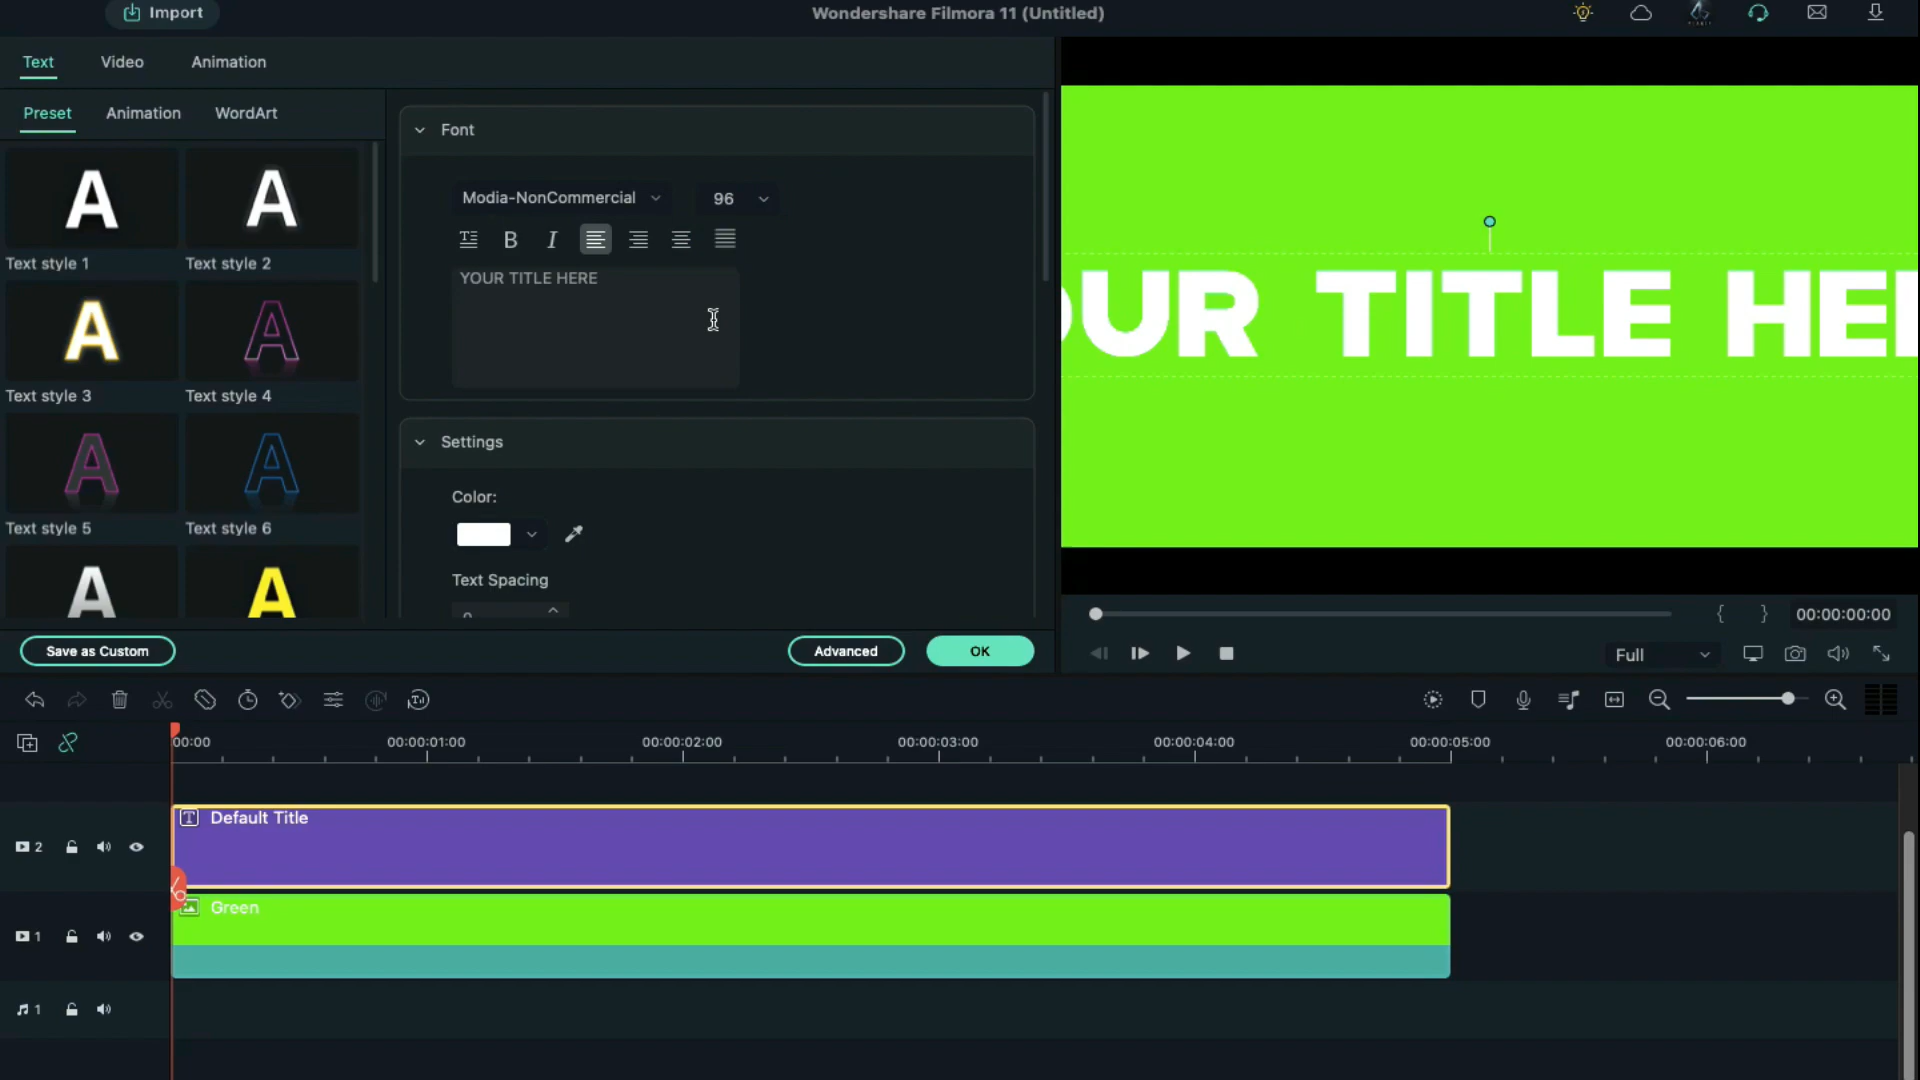 Import
Wondershare Filmora 11 (Untitled)
Text Video Animation
Preset Animation WordArt
Font
Modia-NonCommercial 96
B I
YOUR TITLE HERE
A A
Text style 1 Text style 2
A A
Text style 3 Text style 4
A A
Text style 5 Text style 6
A A
Settings
Color:
Text Spacing
Save as Custom Advanced OK
OUR TITLE HE
{ } 00:00:00:00
Full
00:00 00:00:01:00 00:00:02:00 00:00:03:00 00:00:04:00 00:00:05:00 00:00:06:00
T Default Title
2
Green
1
1